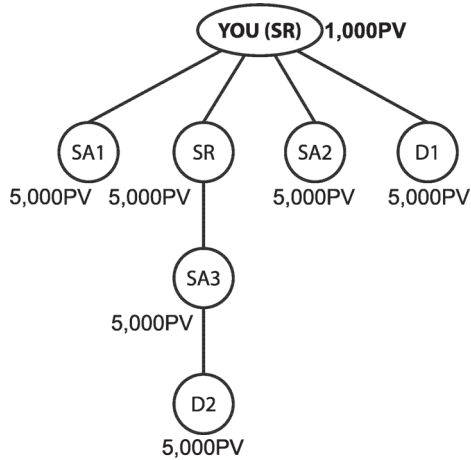 YOU (SR) 1,000PV
SA1 SR SA2 D1
5,000PV 5,000PV 5,000PV 5,000PV
SA3
5,000PV
D2
5,000PV